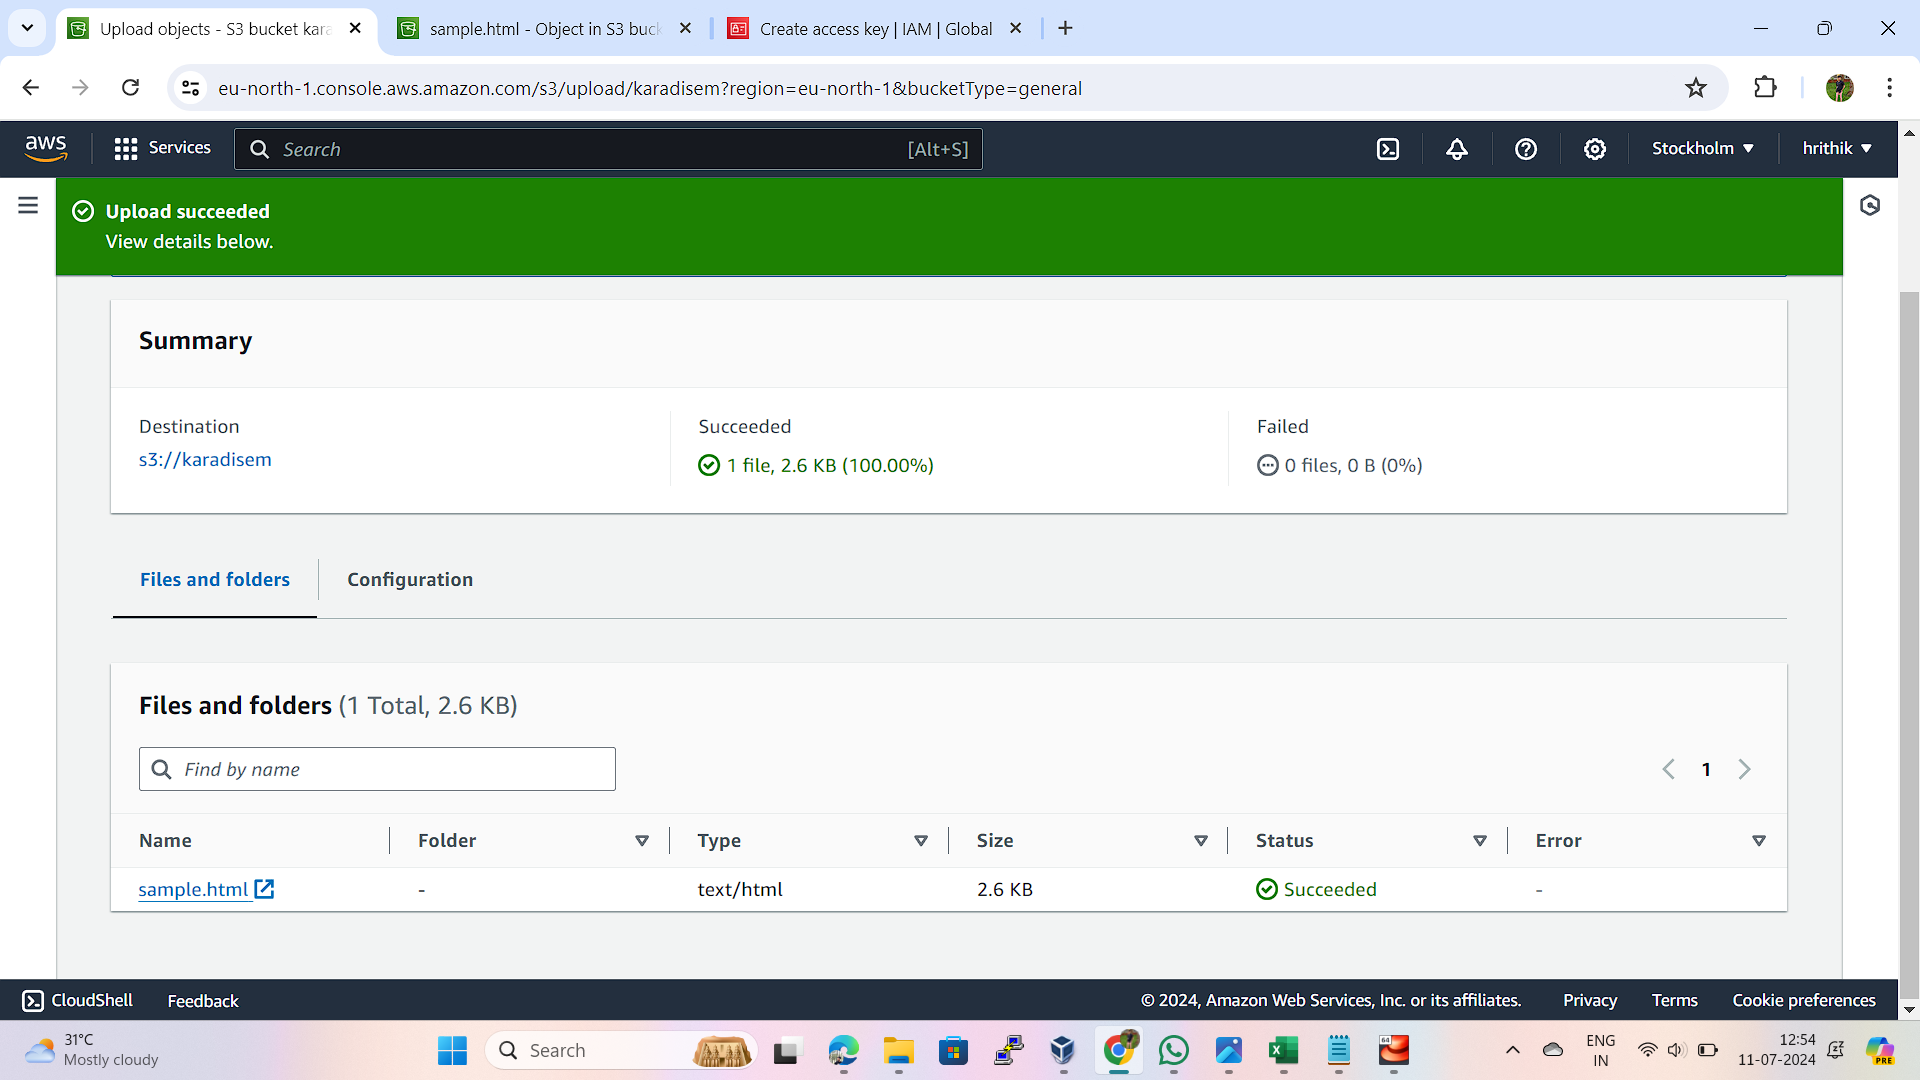 Upload objects - S3 bucket kara
sample.html - Object in S3 buc
Create access key | IAM | Global
eu-north-1.console.aws.amazon.com/s3/upload/karadisem?region=eu-north-1&bucketType=general
aws
Services
Search
[Alt+S]
Stockholm
hrithik
Upload succeeded
View details below.
Summary
Destination
s3://karadisem
Succeeded
1 file, 2.6 KB (100.00%)
Failed
0 files, 0 B (0%)
Files and folders
Configuration
Files and folders (1 Total, 2.6 KB)
Find by name
1
Name
Folder
Type
Size
Status
Error
sample.html
-
text/html
2.6 KB
Succeeded
-
CloudShell
Feedback
© 2024, Amazon Web Services, Inc. or its affiliates.
Privacy
Terms
Cookie preferences
31°C
Mostly cloudy
Search
64
ENG
IN
12:54
11-07-2024
PRE